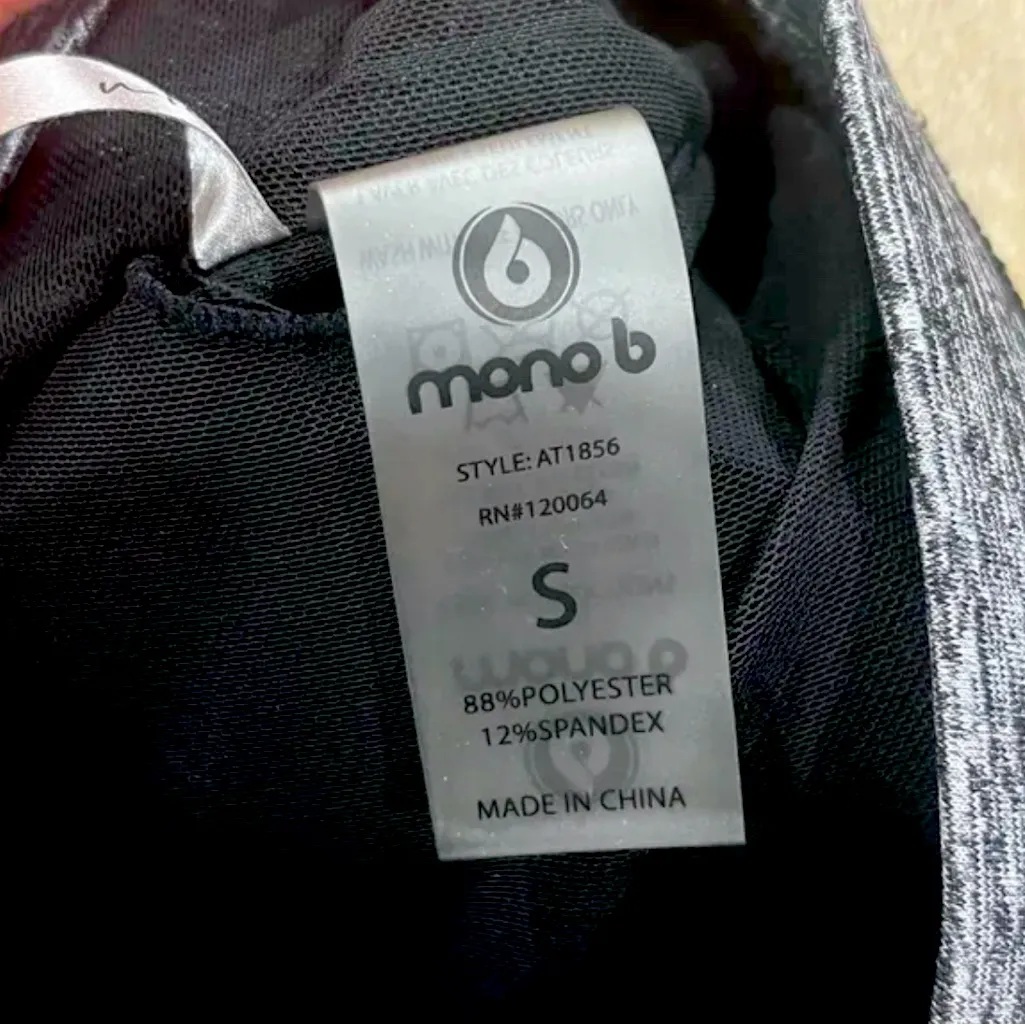 mono b
STYLE: AT1856
RN#120064
S
88%POLYESTER
12%SPANDEX
MADE IN CHINA